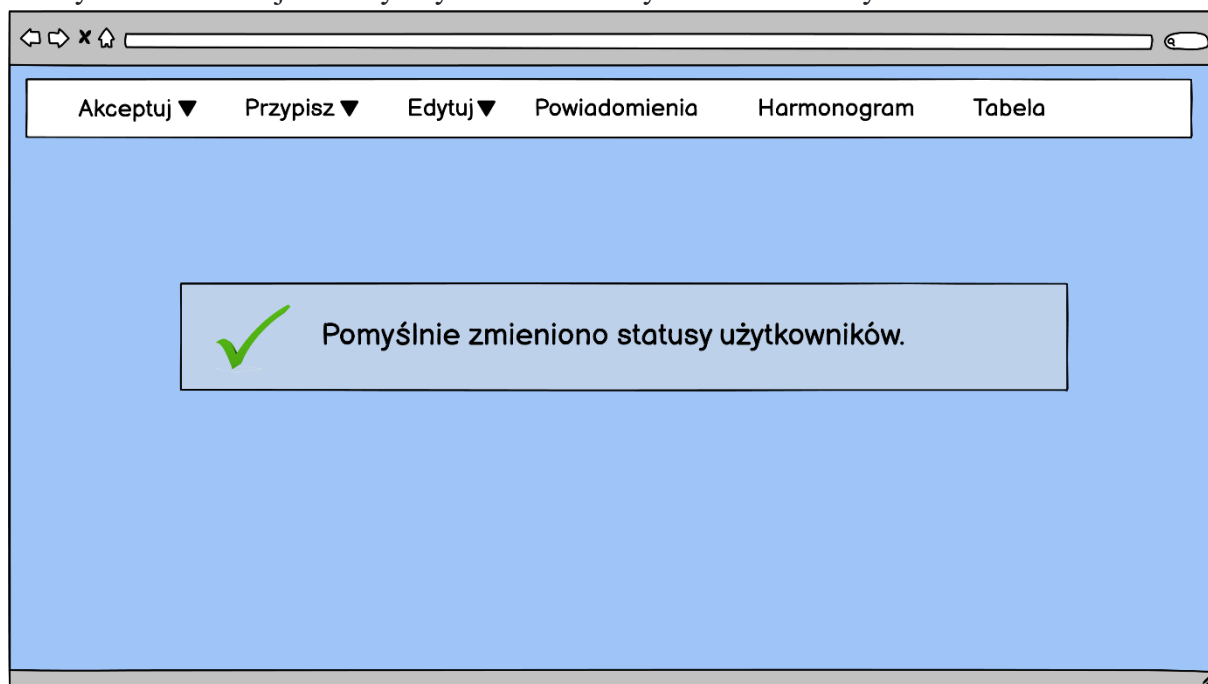 Akceptuj ▼ Przypisz ▼ Edytuj ▼ Powiadomienia Harmonogram Tabela
Pomyślnie zmieniono statusy użytkowników.